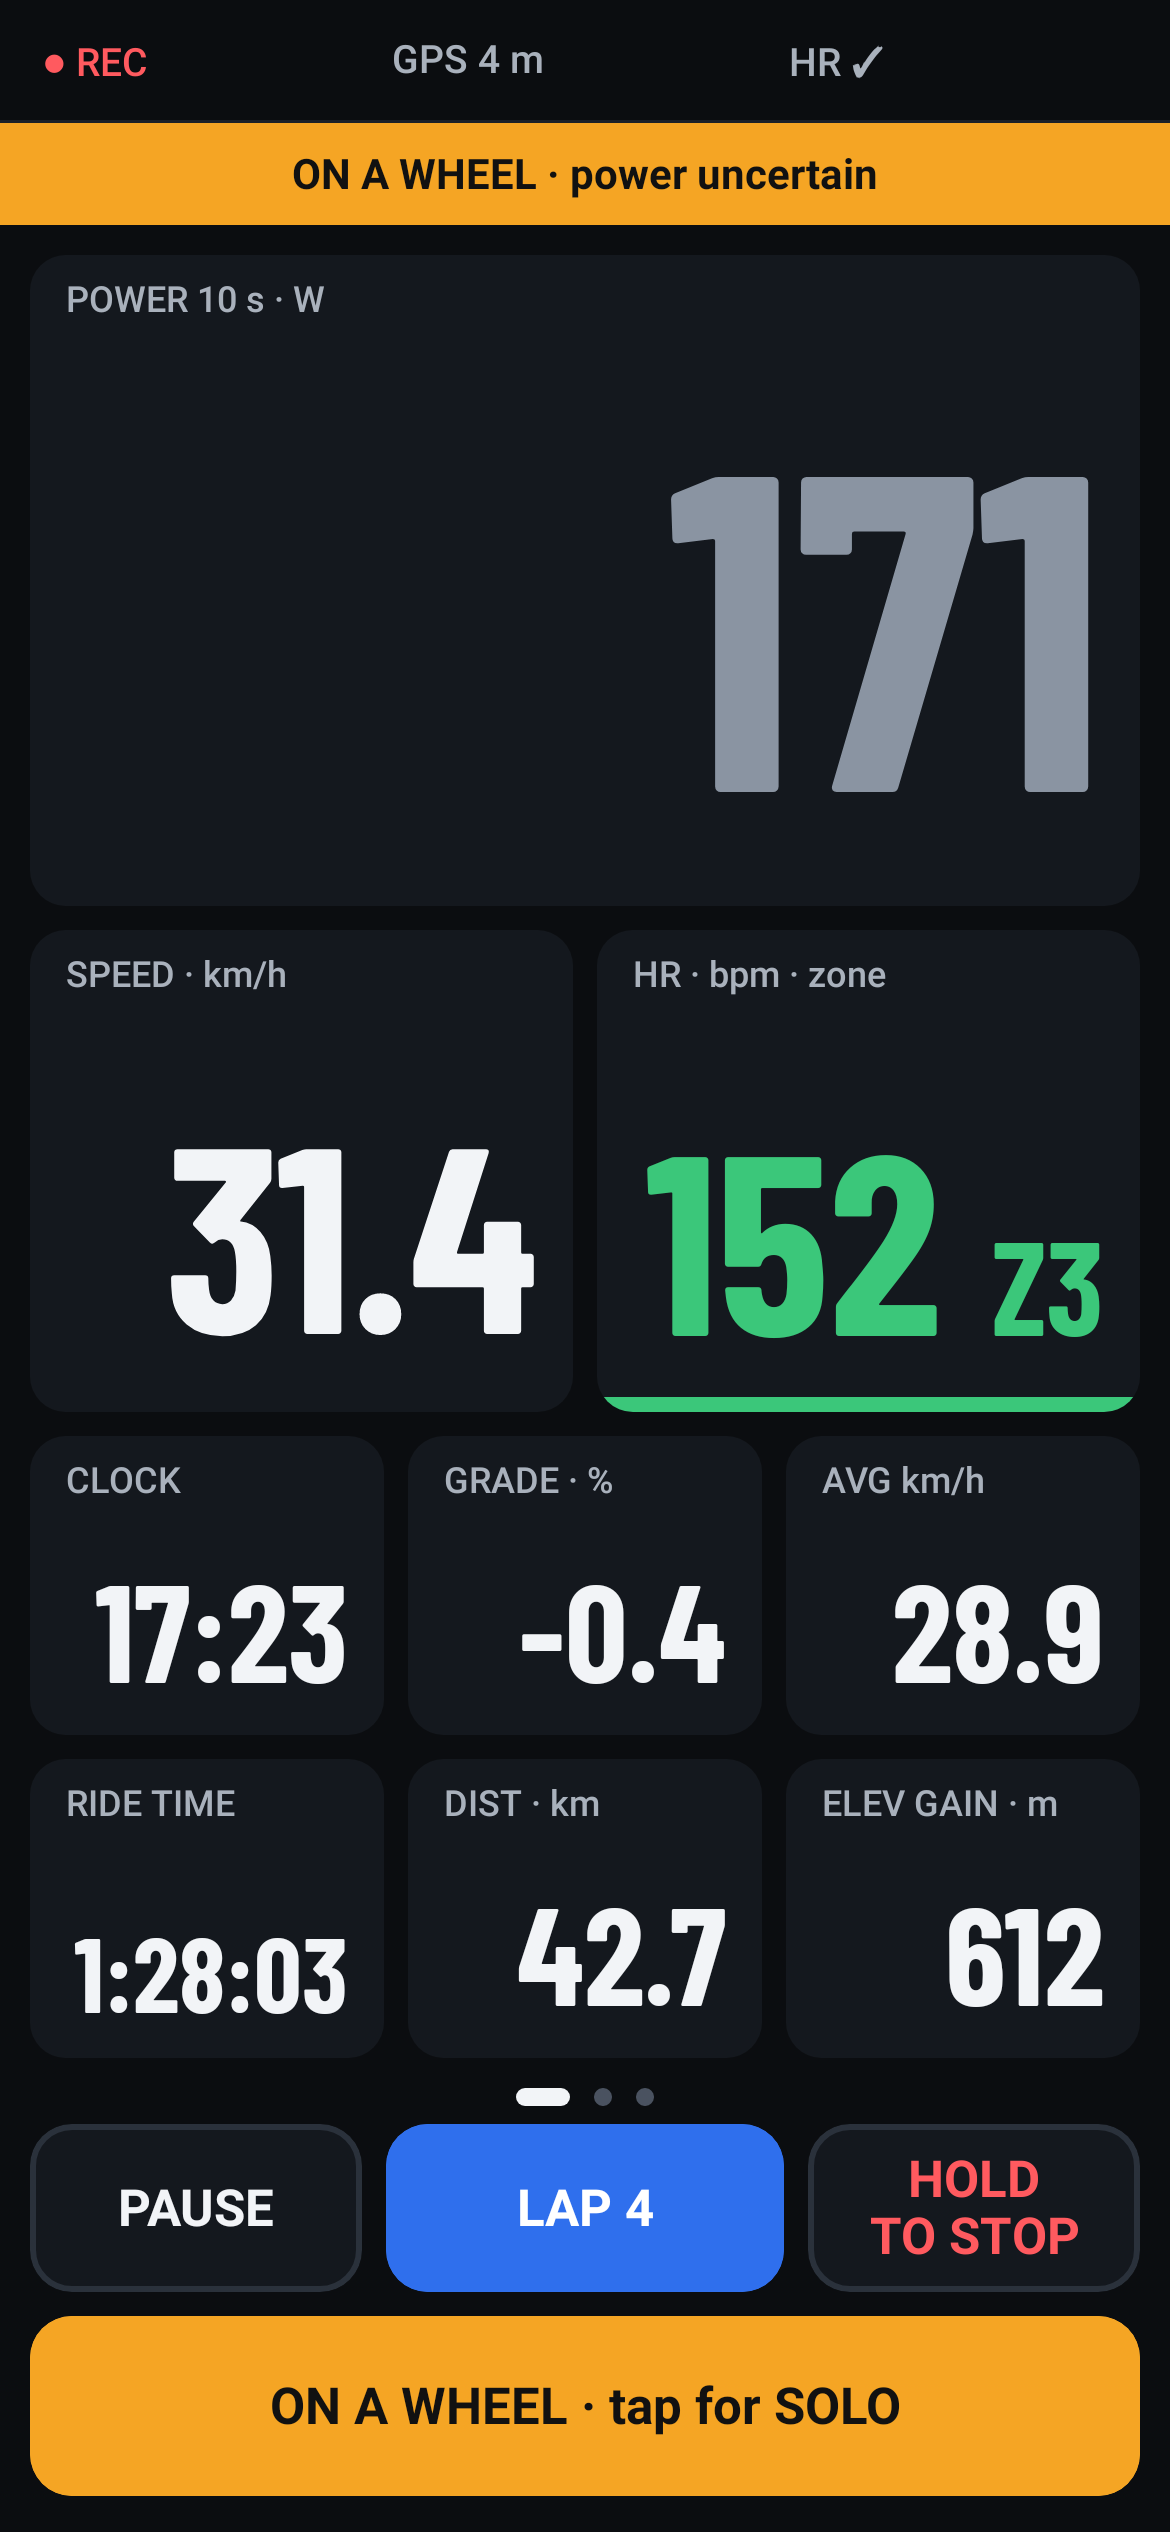 ● REC
GPS 4 m
HR ✓
ON A WHEEL · power uncertain
POWER 10 s · W
171
SPEED · km/h
31.4
HR · bpm · zone
152 Z3
CLOCK
17:23
GRADE · %
-0.4
AVG km/h
28.9
RIDE TIME
1:28:03
DIST · km
42.7
ELEV GAIN · m
612
PAUSE
LAP 4
HOLD
TO STOP
ON A WHEEL · tap for SOLO